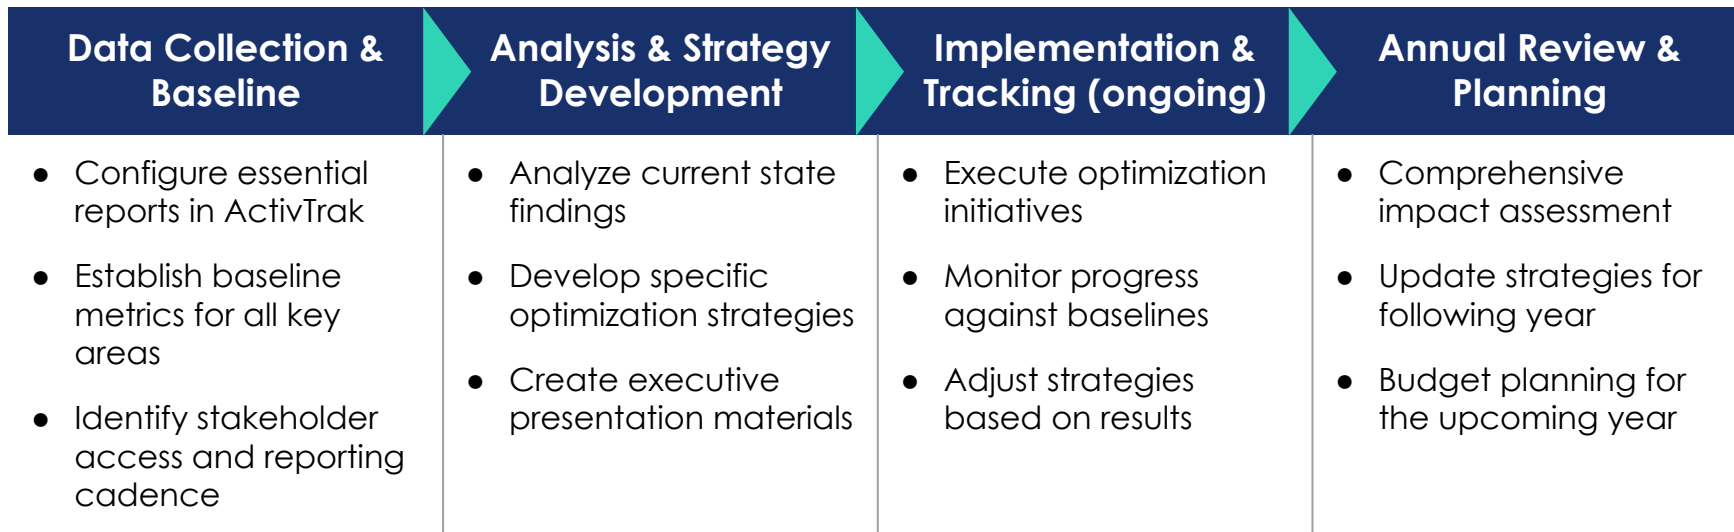 Data Collection &
Baseline
Analysis & Strategy
Development
Implementation &
Tracking (ongoing)
Annual Review &
Planning
● Configure essential
reports in ActivTrak
● Establish baseline
metrics for all key
areas
● Identify stakeholder
access and reporting
cadence
● Analyze current state
findings
● Develop specific
optimization strategies
● Create executive
presentation materials
● Execute optimization
initiatives
● Monitor progress
against baselines
● Adjust strategies
based on results
● Comprehensive
impact assessment
● Update strategies for
following year
● Budget planning for
the upcoming year